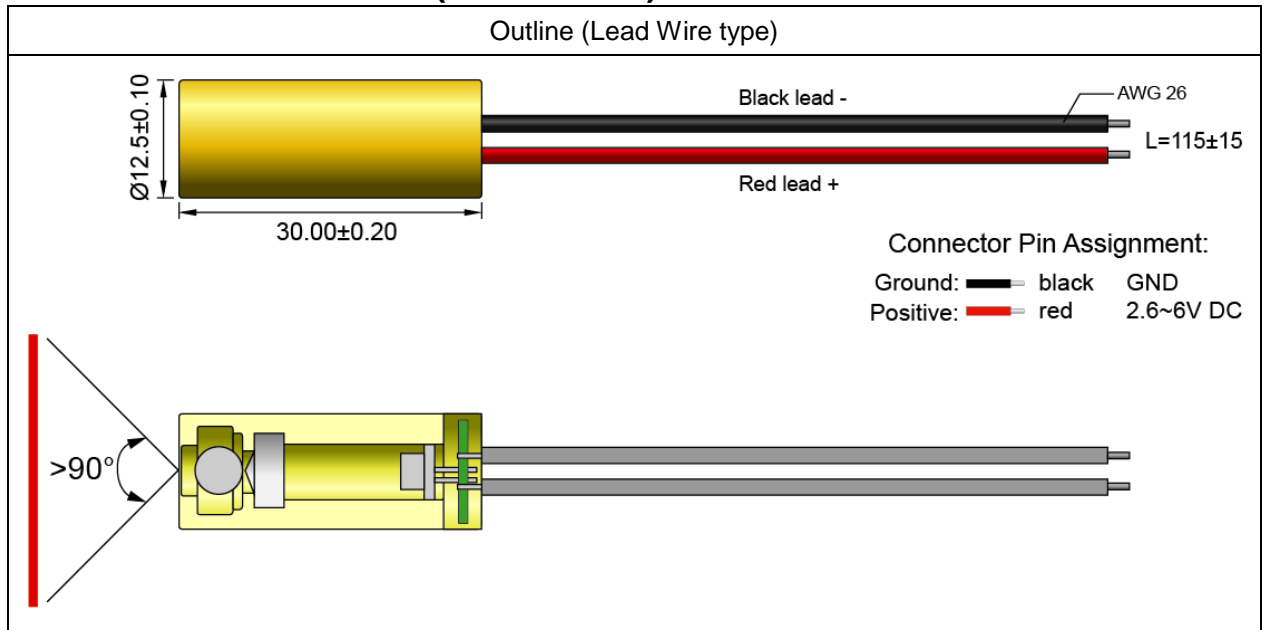 Outline (Lead Wire type)
Ø12.5±0.10
Black lead -
AWG 26
L=115±15
Red lead +
30.00±0.20
Connector Pin Assignment:
Ground: black GND
Positive: red 2.6~6V DC
>90°